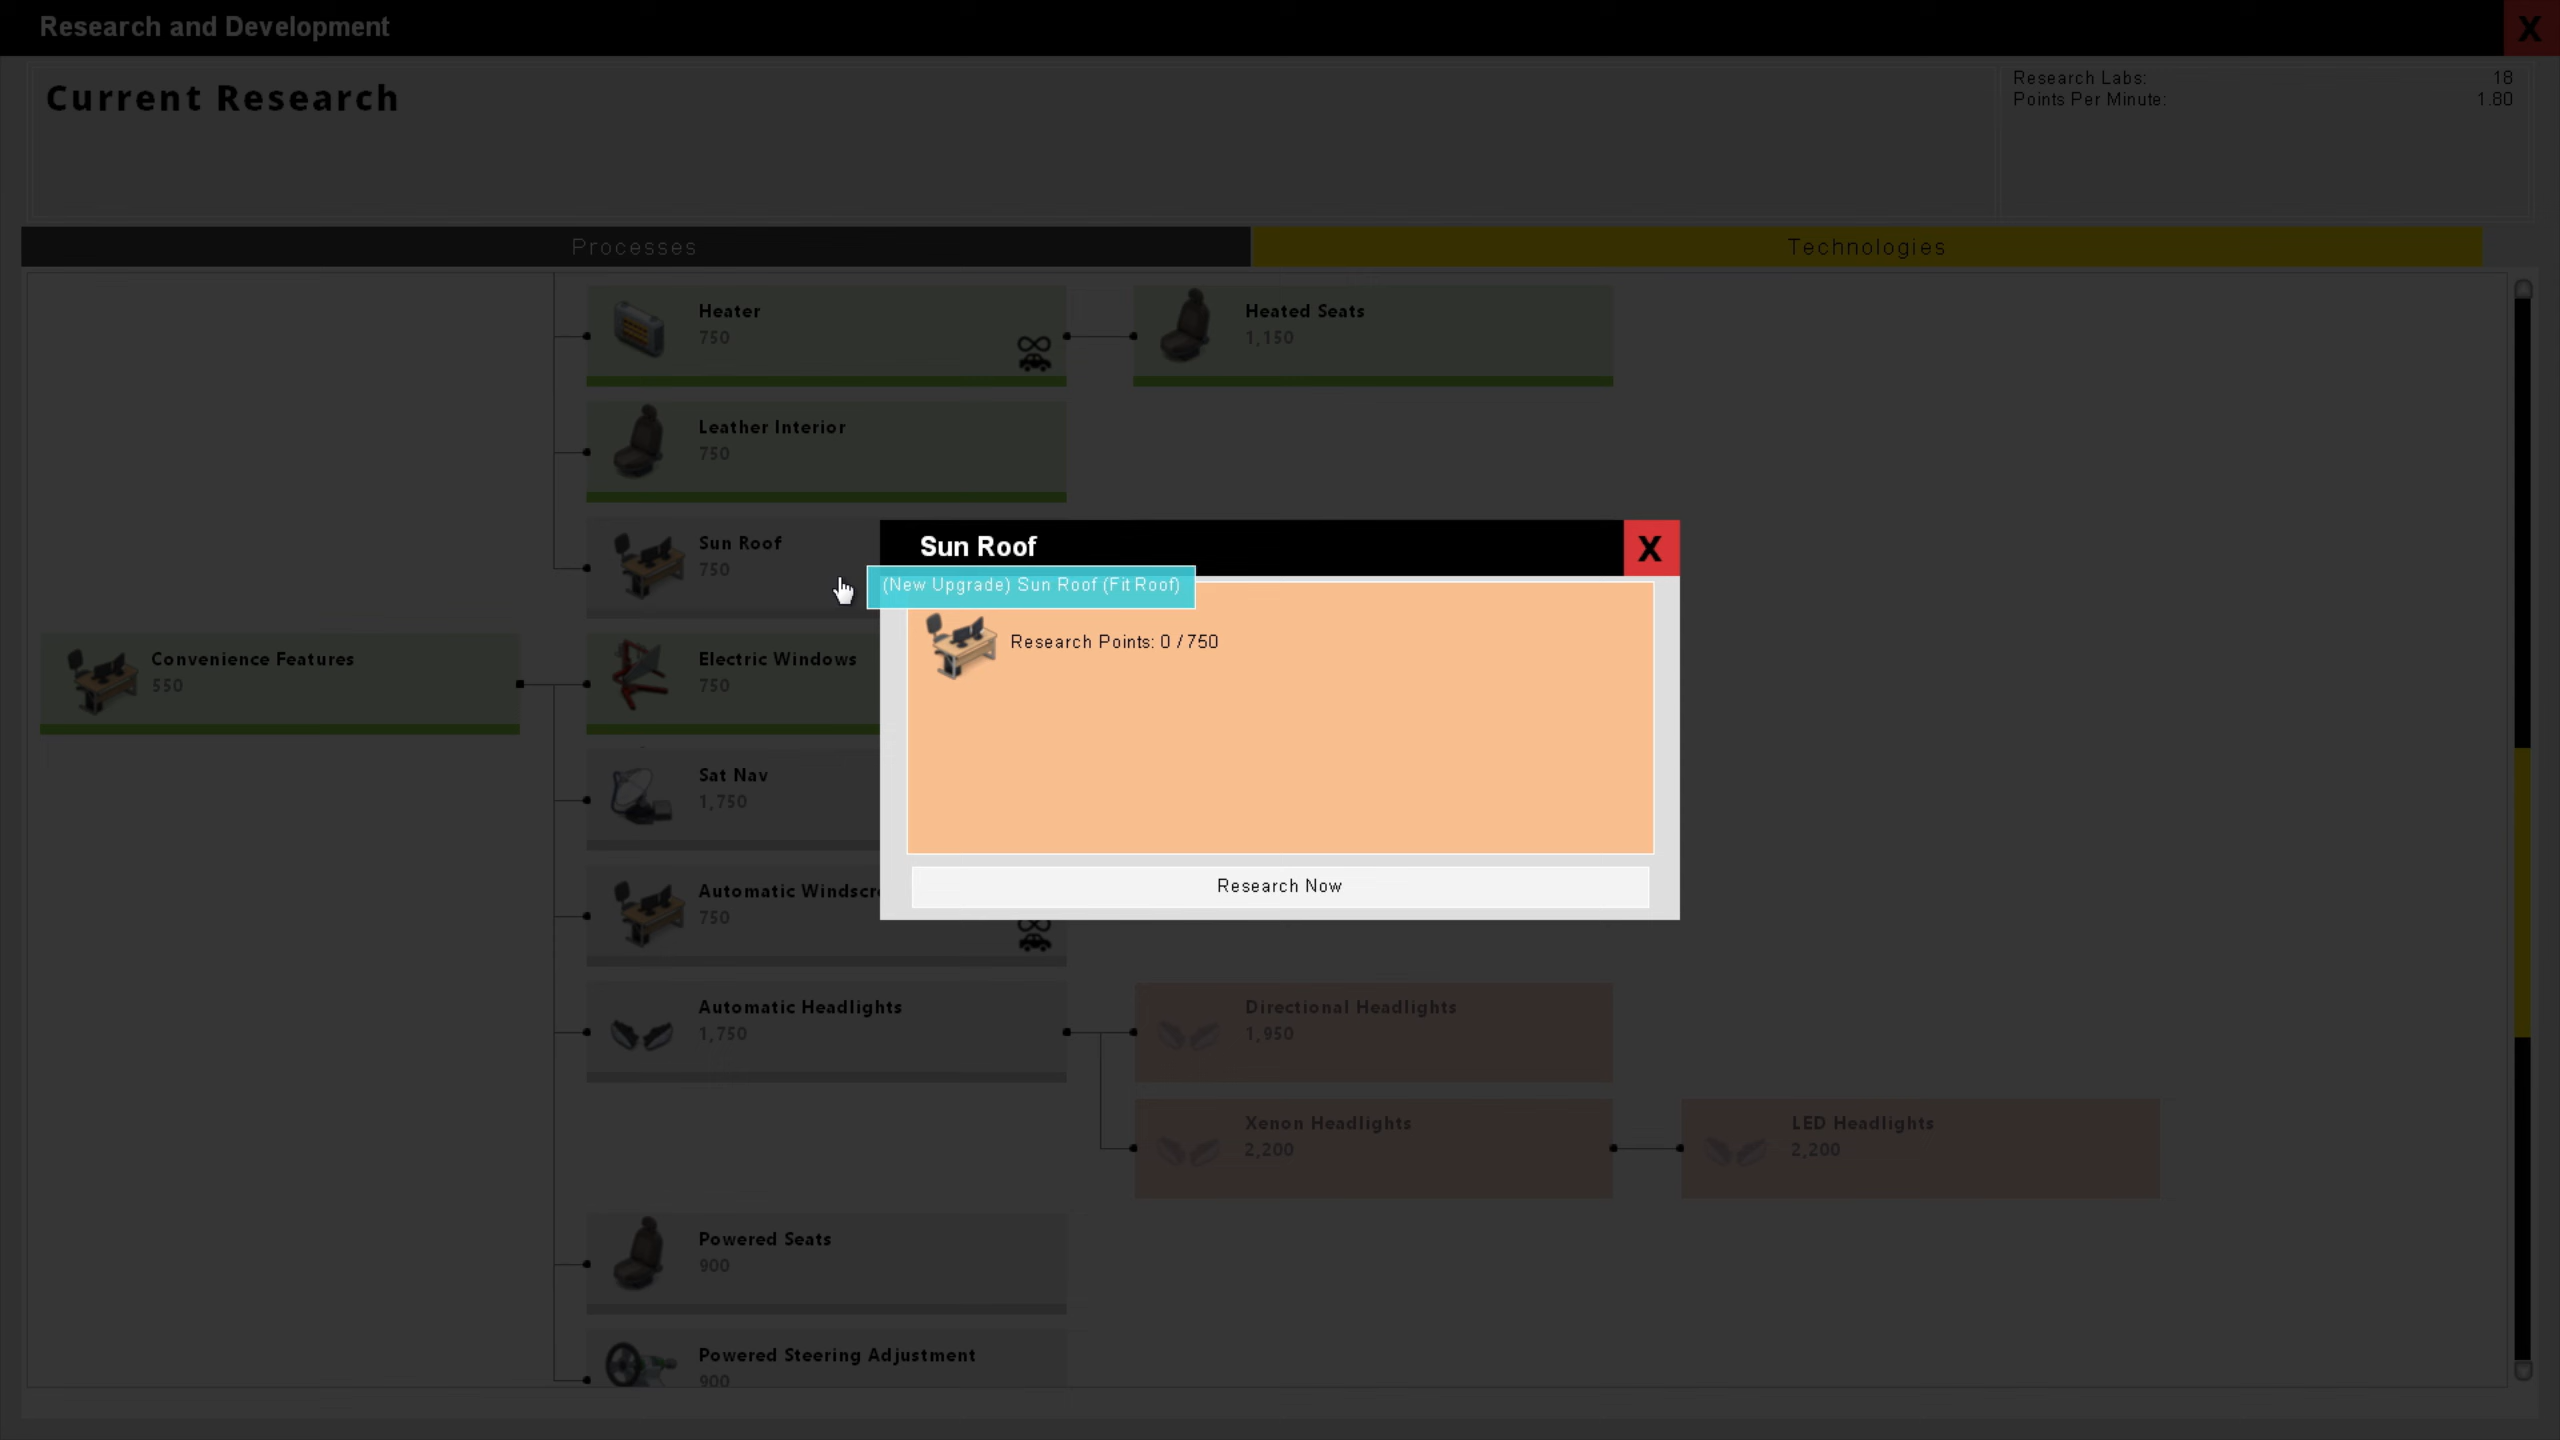 Research and Development
X
Current Research
Research Labs: 18
Points Per Minute: 1.80
Processes
Technologies
Heater
750
Heated Seats
1,150
Leather Interior
750
Sun Roof
750
Sun Roof
X
(New Upgrade) Sun Roof (Fit Roof)
Research Points: 0 / 750
Convenience Features
550
Electric Windows
750
Sat Nav
1,750
Automatic Windscre
750
Research Now
Automatic Headlights
1,750
Directional Headlights
1,950
Xenon Headlights
2,200
LED Headlights
2,200
Powered Seats
900
Powered Steering Adjustment
900